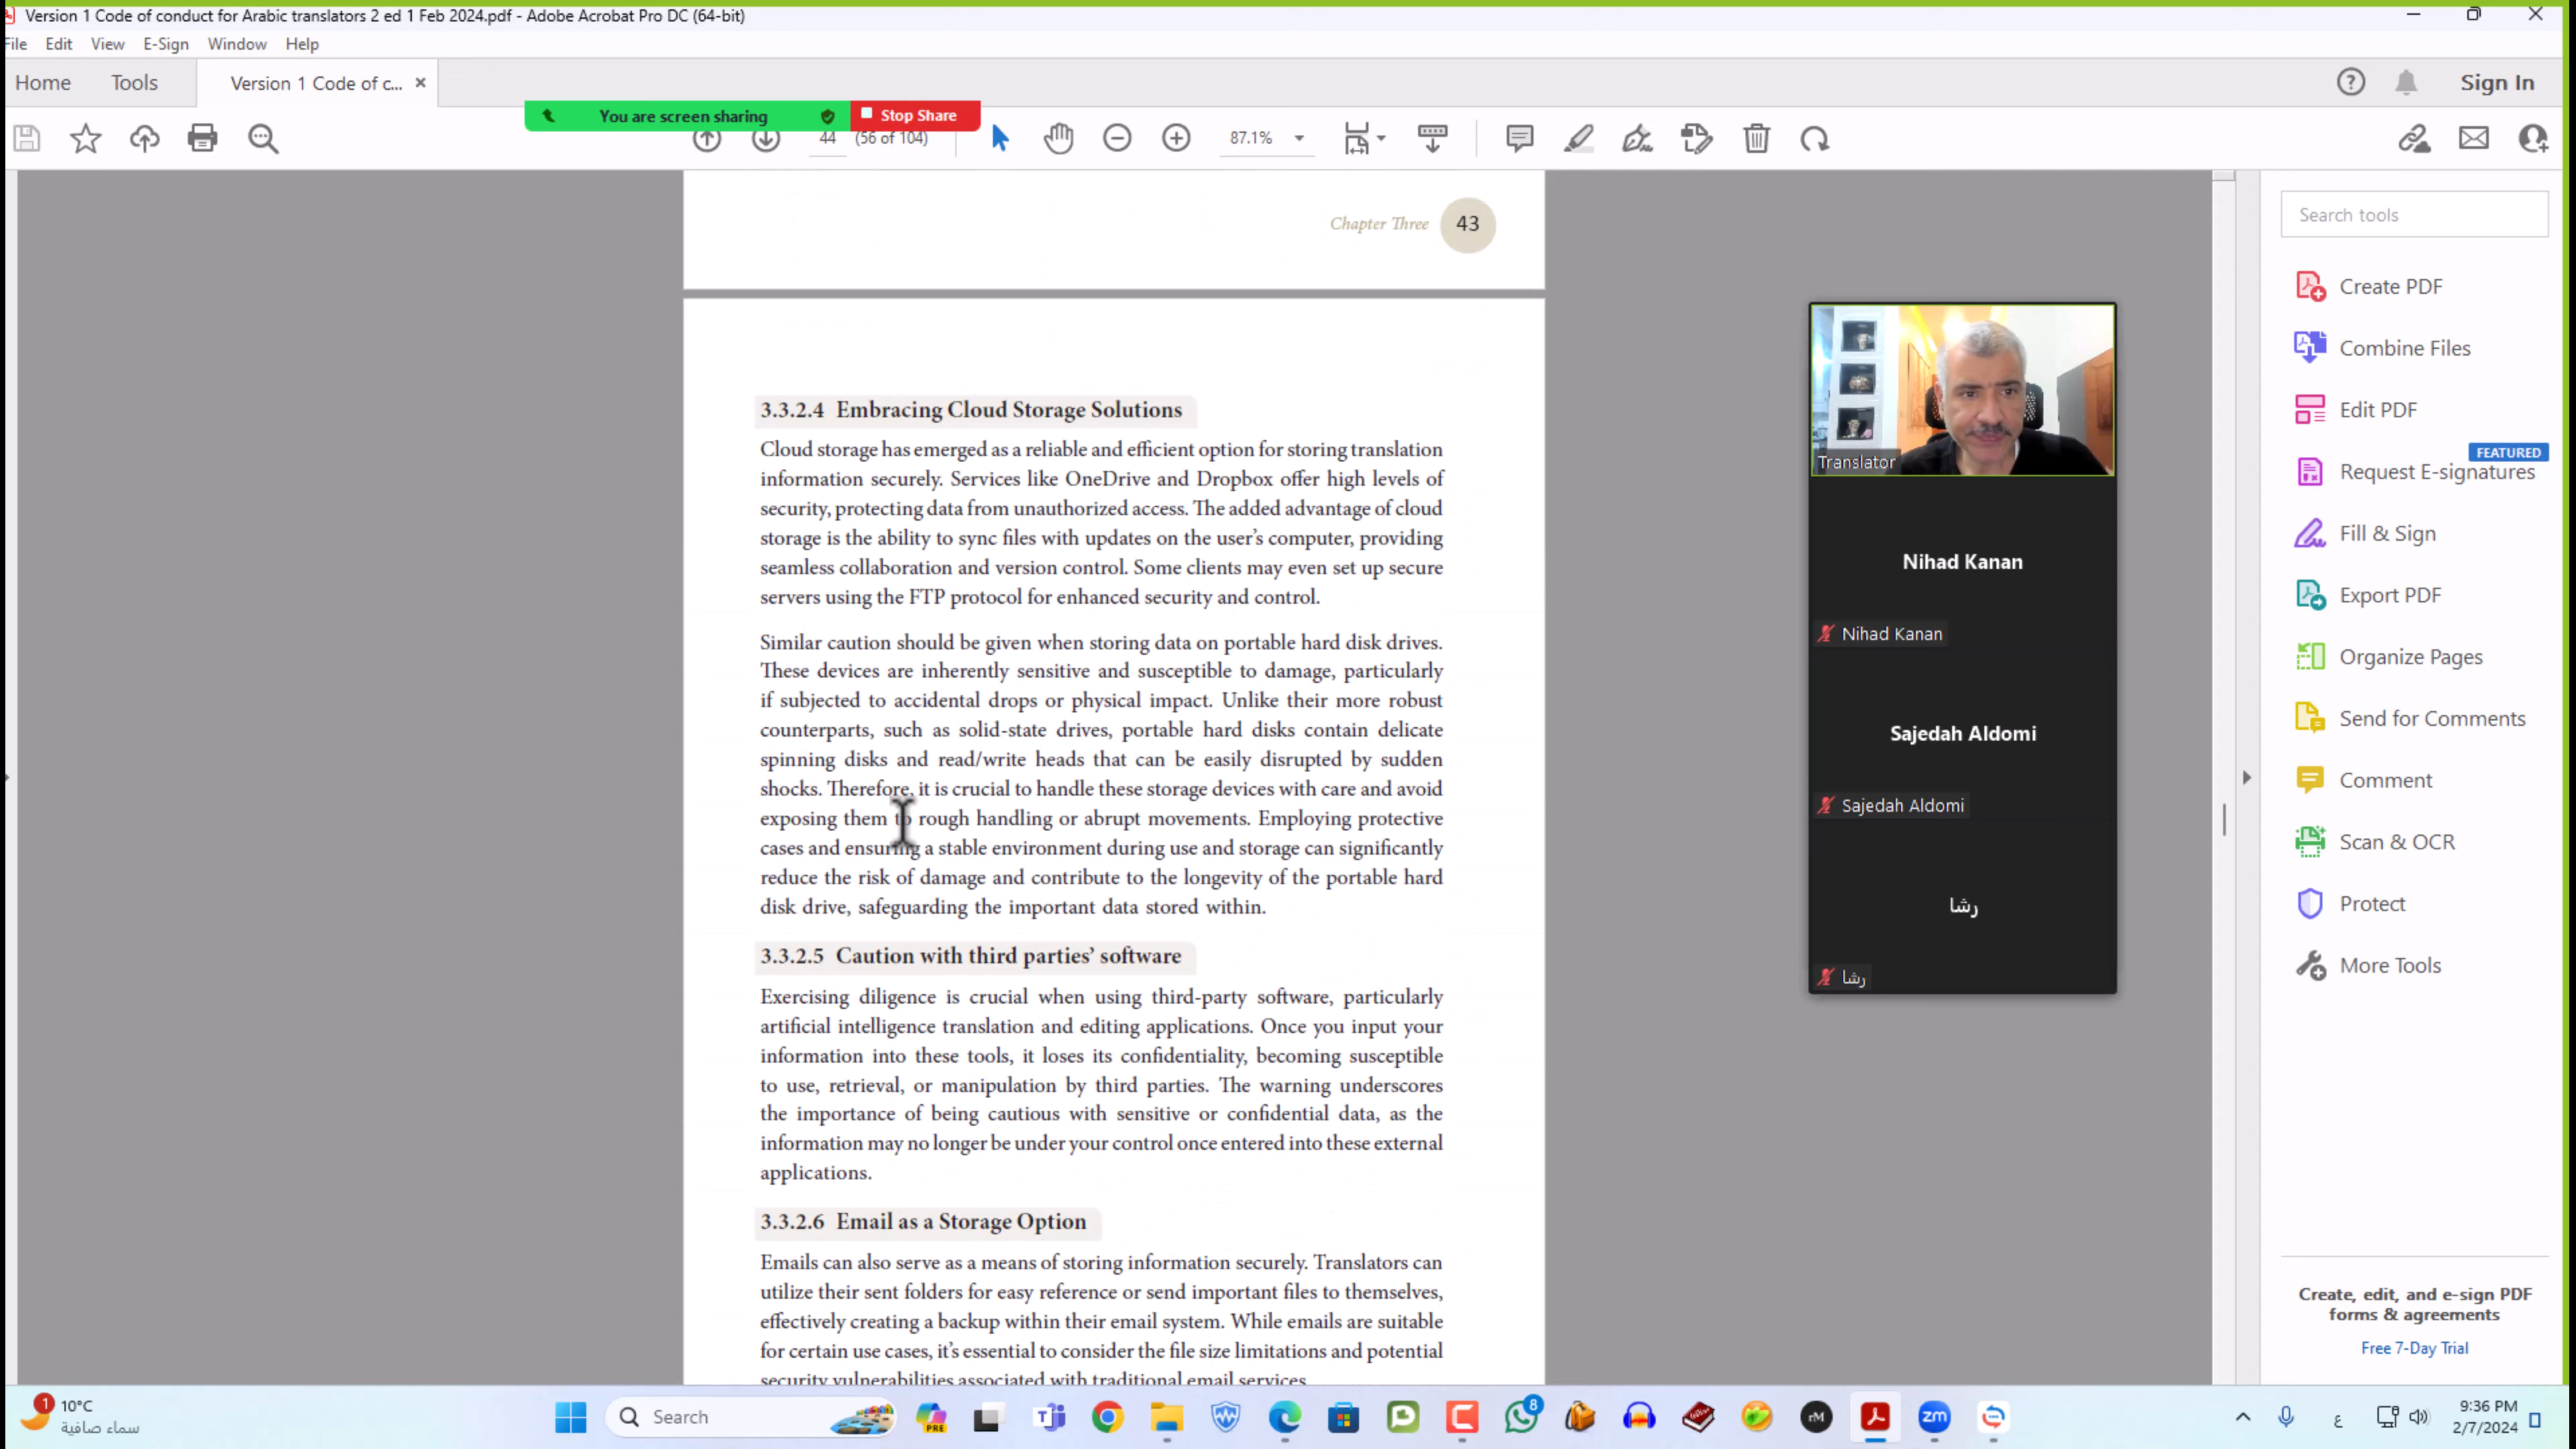 Version 1 Code of conduct for Arabic translators 2 ed 1 Feb 2024.pdf - Adobe Acrobat Pro DC (64-bit)
File Edit View E-Sign Window Help
Home Tools Version 1 Code of c... Sign In
You are screen sharing Stop Share
44 (56 of 104) 87.1%
Chapter Three 43
3.3.2.4 Embracing Cloud Storage Solutions
Cloud storage has emerged as a reliable and efficient option for storing translation
information securely. Services like OneDrive and Dropbox offer high levels of
security, protecting data from unauthorized access. The added advantage of cloud
storage is the ability to sync files with updates on the user's computer, providing
seamless collaboration and version control. Some clients may even set up secure
servers using the FTP protocol for enhanced security and control.
Similar caution should be given when storing data on portable hard disk drives.
These devices are inherently sensitive and susceptible to damage, particularly
if subjected to accidental drops or physical impact. Unlike their more robust
counterparts, such as solid-state drives, portable hard disks contain delicate
spinning disks and read/write heads that can be easily disrupted by sudden
shocks. Therefore, it is crucial to handle these storage devices with care and avoid
exposing them to rough handling or abrupt movements. Employing protective
cases and ensuring a stable environment during use and storage can significantly
reduce the risk of damage and contribute to the longevity of the portable hard
disk drive, safeguarding the important data stored within.
3.3.2.5 Caution with third parties' software
Exercising diligence is crucial when using third-party software, particularly
artificial intelligence translation and editing applications. Once you input your
information into these tools, it loses its confidentiality, becoming susceptible
to use, retrieval, or manipulation by third parties. The warning underscores
the importance of being cautious with sensitive or confidential data, as the
information may no longer be under your control once entered into these external
applications.
3.3.2.6 Email as a Storage Option
Emails can also serve as a means of storing information securely. Translators can
utilize their sent folders for easy reference or send important files to themselves,
effectively creating a backup within their email system. While emails are suitable
for certain use cases, it's essential to consider the file size limitations and potential
security vulnerabilities associated with traditional email services.
Translator
Nihad Kanan
Nihad Kanan
Sajedah Aldomi
Sajedah Aldomi
رشا
رشا
Search tools
Create PDF
Combine Files
Edit PDF
FEATURED
Request E-signatures
Fill & Sign
Export PDF
Organize Pages
Send for Comments
Comment
Scan & OCR
Protect
More Tools
Create, edit, and e-sign PDF
forms & agreements
Free 7-Day Trial
1 10°C
سماء صافية
Search
PRE
8
rM
zm
ع
9:36 PM
2/7/2024